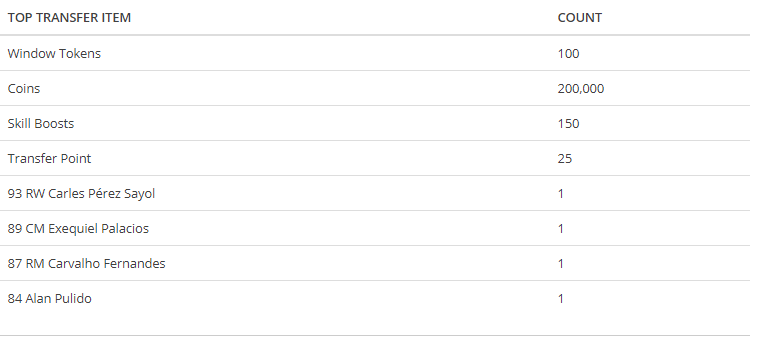 TOP TRANSFER ITEM COUNT
Window Tokens 100
Coins 200,000
Skill Boosts 150
Transfer Point 25
93 RW Carles Pérez Sayol 1
89 CM Exequiel Palacios 1
87 RM Carvalho Fernandes 1
84 Alan Pulido 1